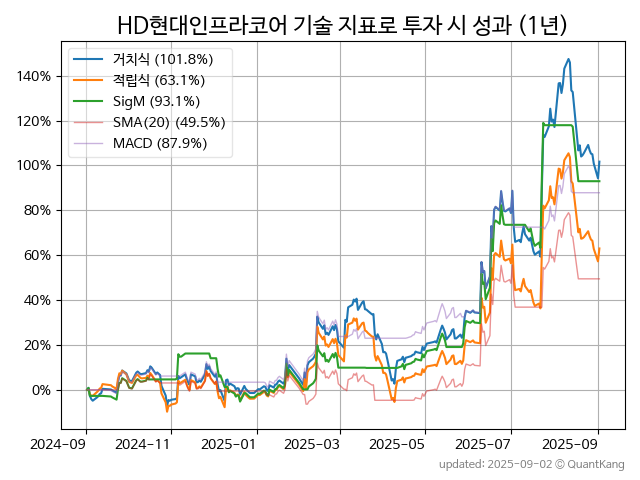 HD현대인프라코어 기술 지표로 투자 시 성과 (1년)
거치식 (101.8%)
적립식 (63.1%)
SigM (93.1%)
SMA(20) (49.5%)
MACD (87.9%)
140%
120%
100%
80%
60%
40%
20%
0%
2024-09 2024-11 2025-01 2025-03 2025-05 2025-07 2025-09
updated: 2025-09-02 © QuantKang